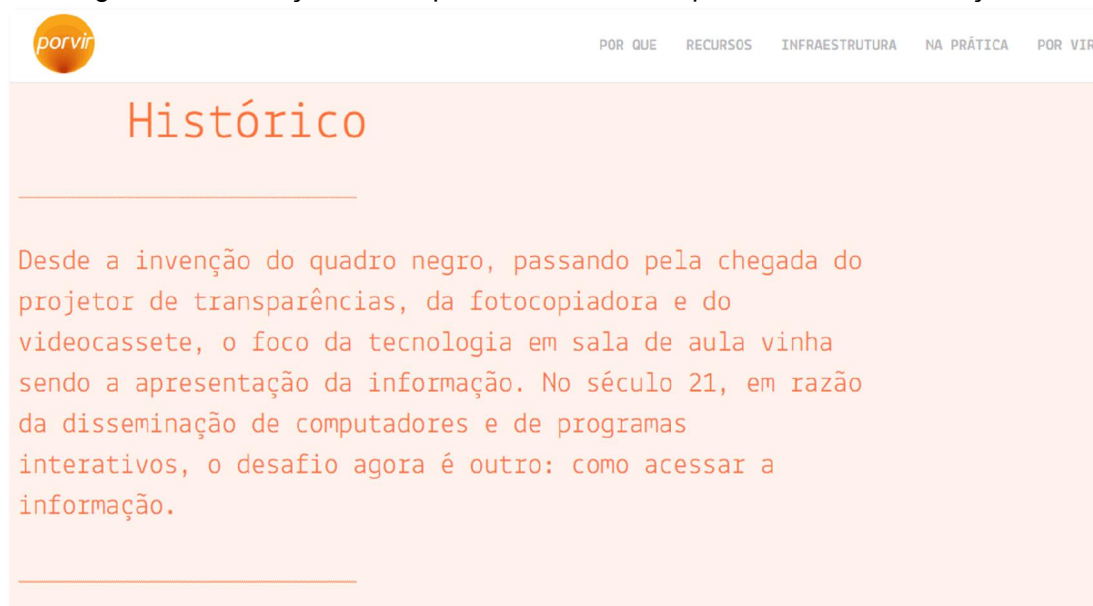 porvir
POR QUE RECURSOS INFRAESTRUTURA NA PRÁTICA POR VIR
Histórico
Desde a invenção do quadro negro, passando pela chegada do
projetor de transparências, da fotocopiadora e do
videocassete, o foco da tecnologia em sala de aula vinha
sendo a apresentação da informação. No século 21, em razão
da disseminação de computadores e de programas
interativos, o desafio agora é outro: como acessar a
informação.